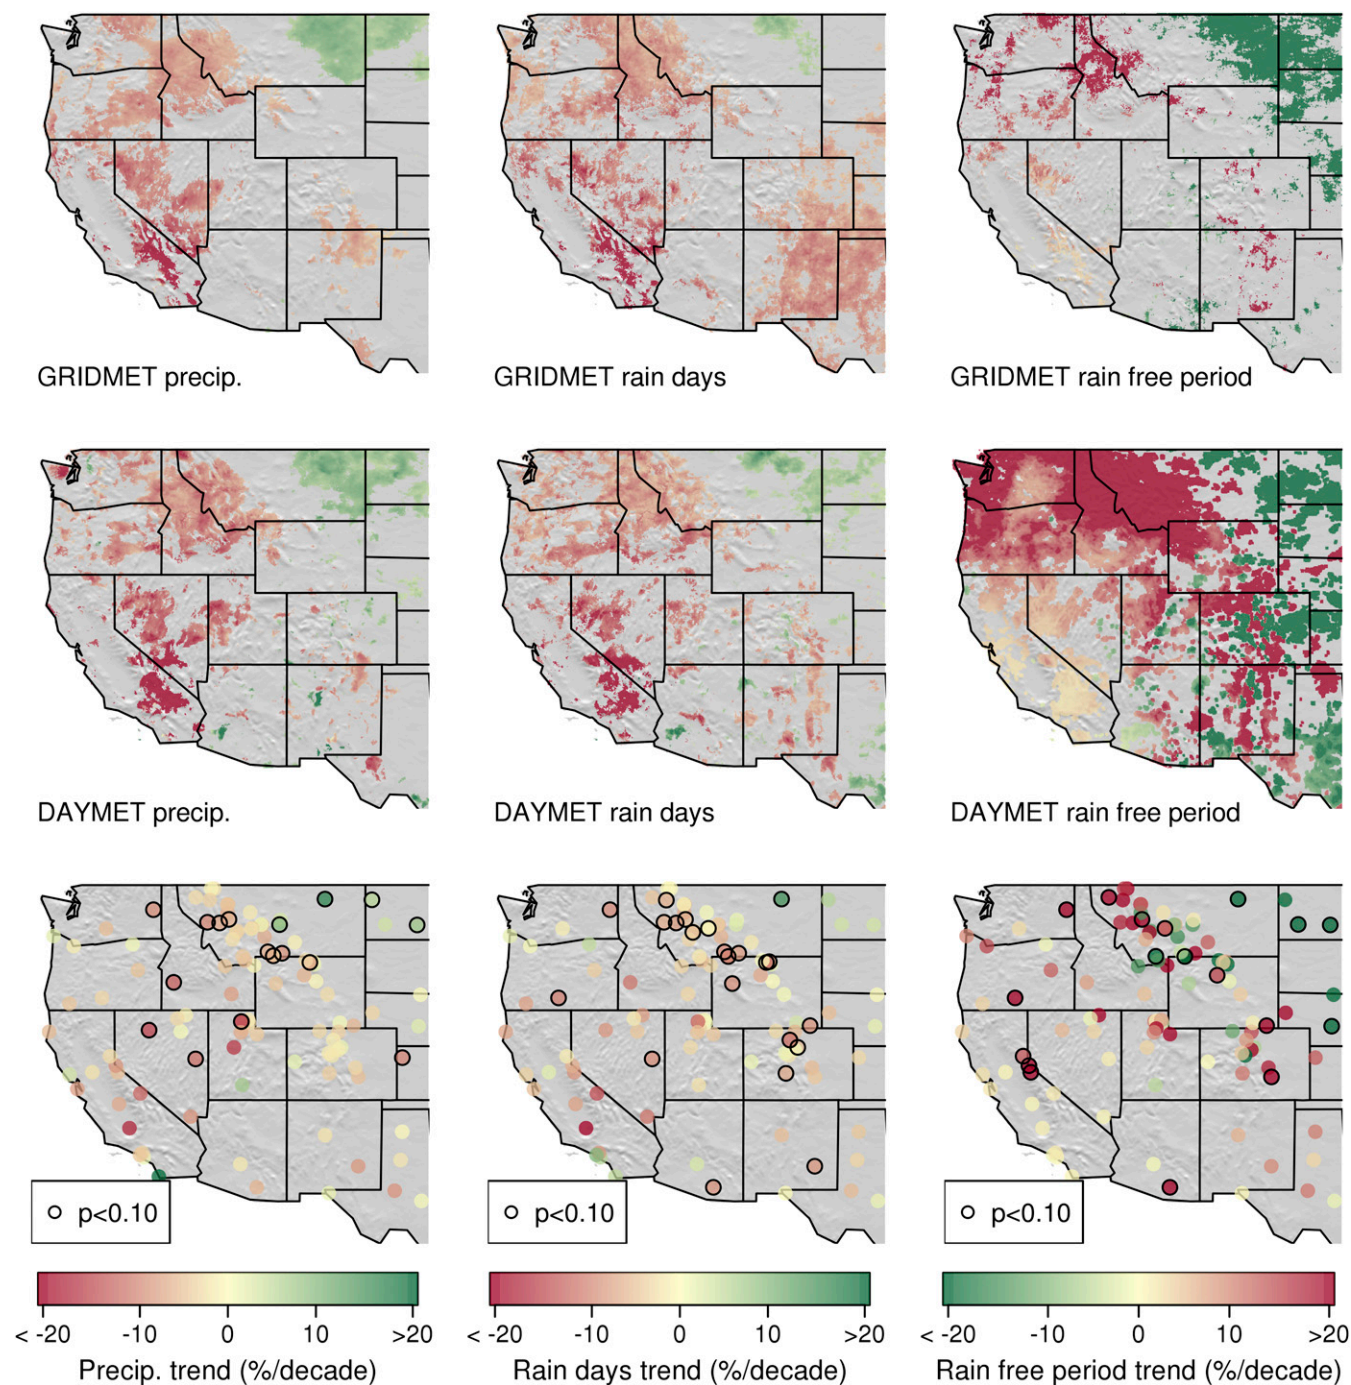 GRIDMET precip.
GRIDMET rain days
GRIDMET rain free period
DAYMET precip.
DAYMET rain days
DAYMET rain free period
p<0.10
p<0.10
p<0.10
< -20 -10 0 10 >20
< -20 -10 0 10 >20
< -20 -10 0 10 >20
Precip. trend (%/decade)
Rain days trend (%/decade)
Rain free period trend (%/decade)